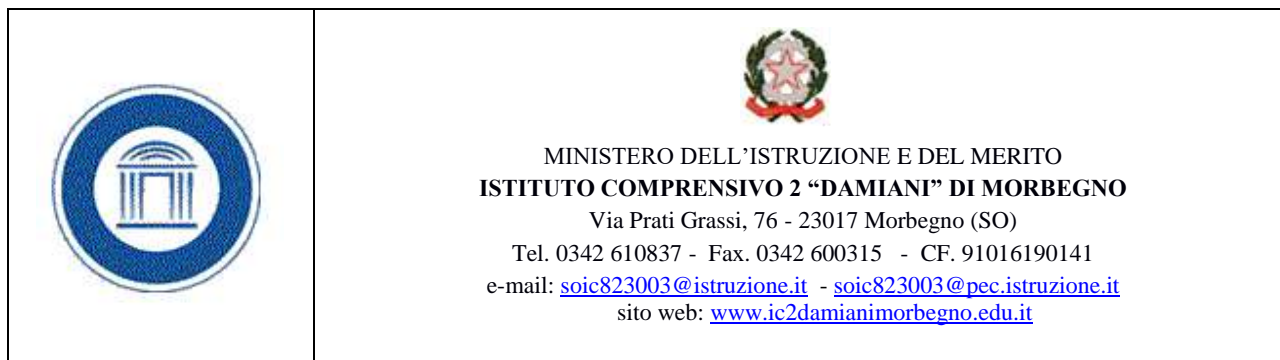 MINISTERO DELL’ISTRUZIONE E DEL MERITO
ISTITUTO COMPRENSIVO 2 “DAMIANI” DI MORBEGNO
Via Prati Grassi, 76 - 23017 Morbegno (SO)
Tel. 0342 610837 - Fax. 0342 600315 - CF. 91016190141
e-mail: soic823003@istruzione.it - soic823003@pec.istruzione.it
sito web: www.ic2damianimorbegno.edu.it